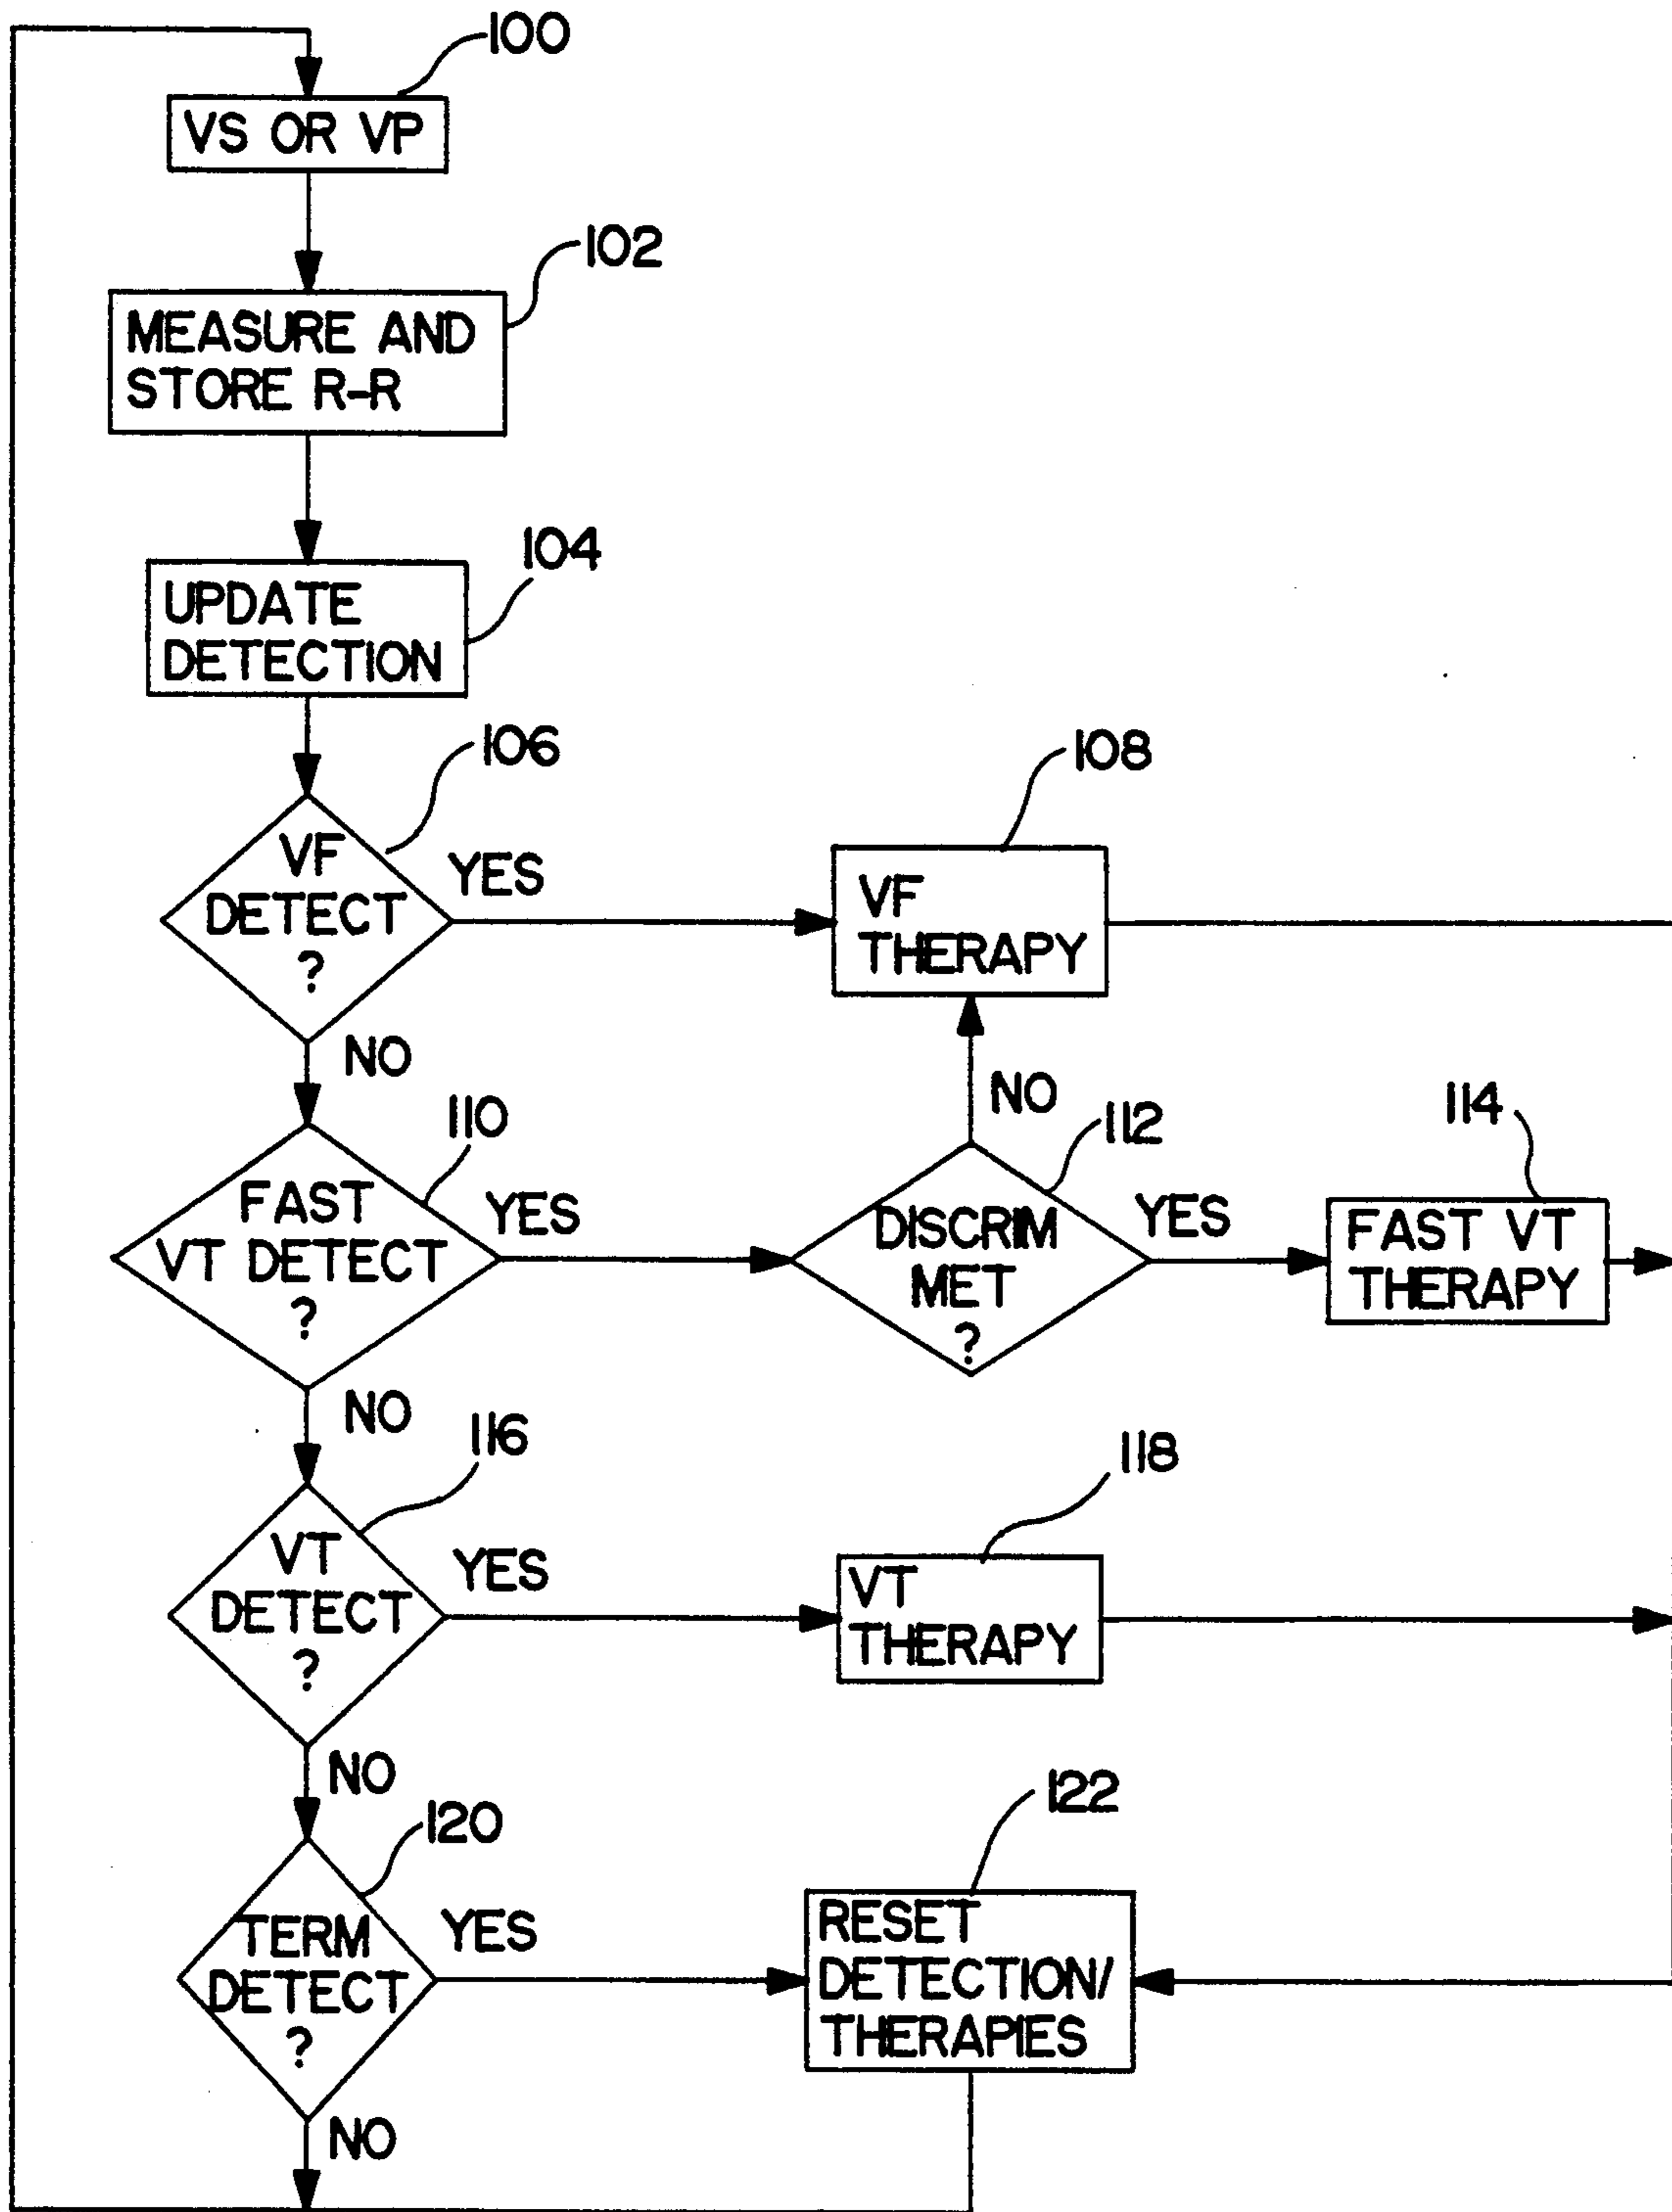 100
VS OR VP
102
MEASURE AND
STORE R-R
104
UPDATE
DETECTION
106
VF
DETECT
?
YES
NO
108
VF
THERAPY
110
FAST
VT DETECT
?
YES
NO
112
DISCRIM
MET
?
NO
YES
114
FAST VT
THERAPY
116
VT
DETECT
?
YES
NO
118
VT
THERAPY
120
TERM
DETECT
?
YES
NO
122
RESET
DETECTION/
THERAPIES